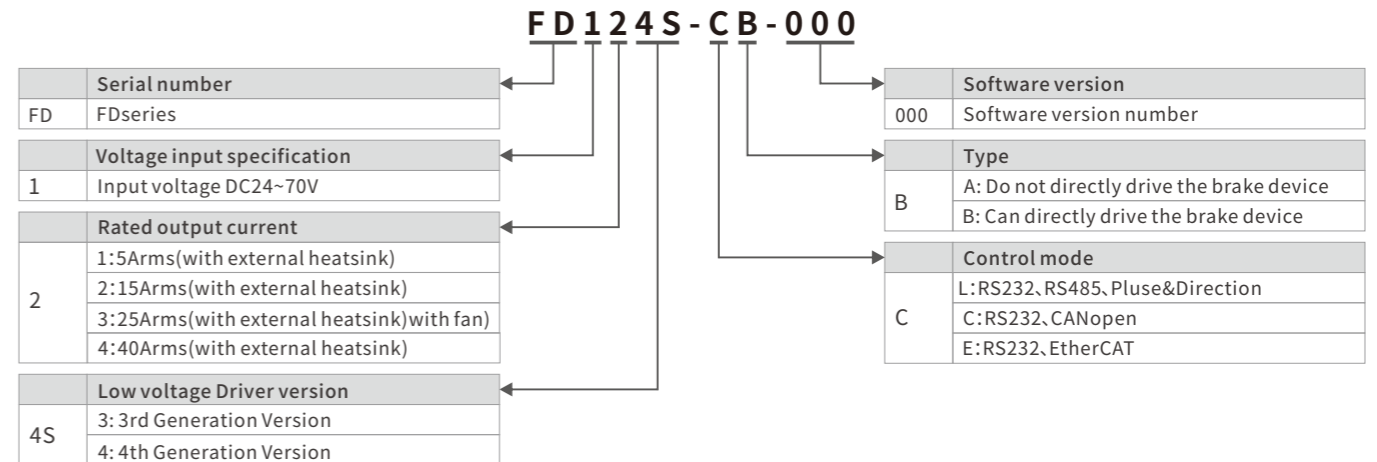 FD124S-CB-000
Serial number
FD FDseries
Voltage input specification
1 Input voltage DC24~70V
Rated output current
2
1:5Arms(with external heatsink)
2:15Arms(with external heatsink)
3:25Arms(with external heatsink)with fan)
4:40Arms(with external heatsink)
Low voltage Driver version
4S
3: 3rd Generation Version
4: 4th Generation Version
Software version
000 Software version number
Type
B
A: Do not directly drive the brake device
B: Can directly drive the brake device
Control mode
C
L:RS232、RS485、Pluse&Direction
C:RS232、CANopen
E:RS232、EtherCAT